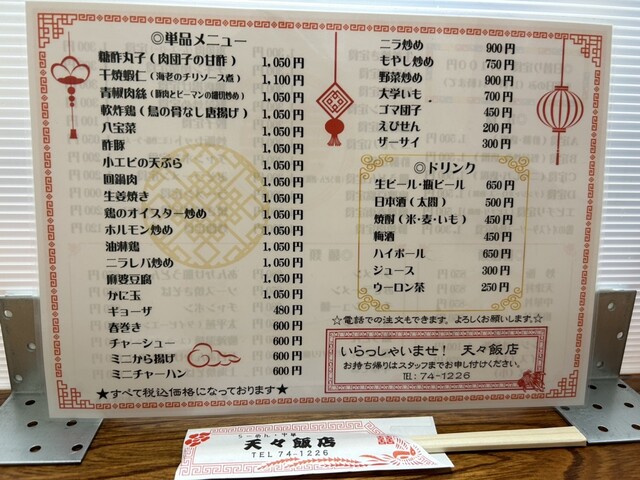 ◎単品メニュー
糖酢丸子（肉団子の甘酢） 1,050円
干焼蝦仁（海老のチリソース煮） 1,100円
青椒肉絲（豚肉とピーマンの細切炒め） 1,050円
軟炸鶏（鳥の骨なし唐揚げ） 1,050円
八宝菜 1,050円
酢豚 1,050円
小エビの天ぷら 1,050円
回鍋肉 1,050円
生姜焼き 1,050円
鶏のオイスター炒め 1,050円
ホルモン炒め 1,050円
油淋鶏 1,050円
ニラレバ炒め 1,050円
麻婆豆腐 1,050円
かに玉 1,050円
ギョーザ 480円
春巻き 600円
チャーシュー 600円
ミニから揚げ 600円
ミニチャーハン 600円
★すべて税込価格になっております★
ニラ炒め 900円
もやし炒め 750円
野菜炒め 900円
大学いも 700円
ゴマ団子 450円
えびせん 200円
ザーサイ 300円
◎ドリンク
生ビール・瓶ビール 650円
日本酒（太閤） 500円
焼酎（米・麦・いも） 450円
梅酒 450円
ハイボール 650円
ジュース 300円
ウーロン茶 250円
☆電話での注文もできます。よろしくお願いします。☆
いらっしゃいませ! 天々飯店
お持ち帰りはスタッフまでお申し付けください。
TEL:74-1226
らーめん・中華
天々飯店
TEL 74-1226